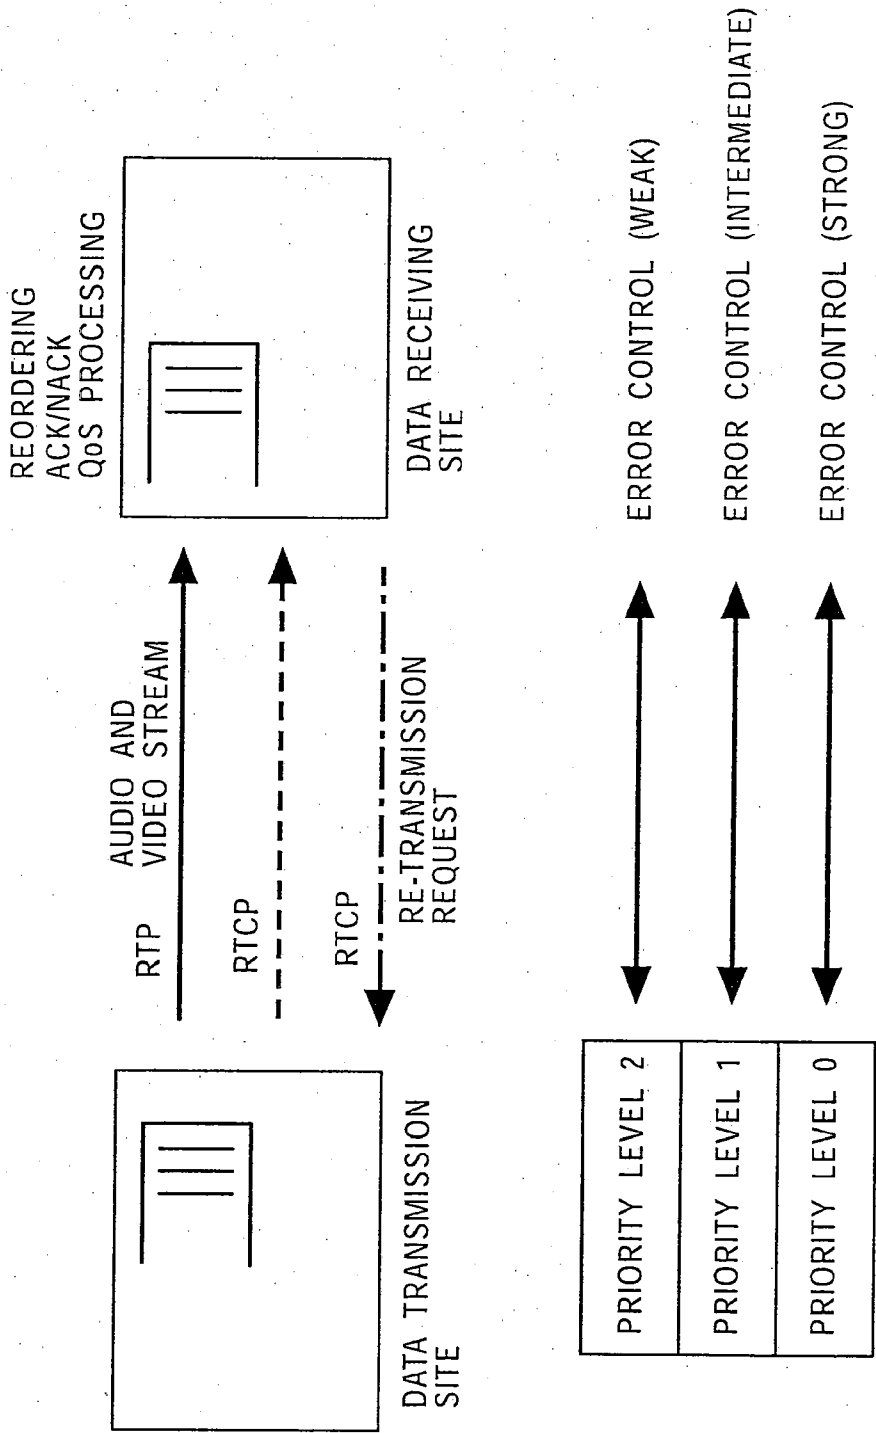 REORDERING
ACK/NACK
QoS PROCESSING
AUDIO AND
VIDEO STREAM
RTP
RTCP
RTCP
RE-TRANSMISSION
REQUEST
DATA TRANSMISSION
SITE
DATA RECEIVING
SITE
PRIORITY LEVEL 2
ERROR CONTROL (WEAK)
PRIORITY LEVEL 1
ERROR CONTROL (INTERMEDIATE)
PRIORITY LEVEL 0
ERROR CONTROL (STRONG)